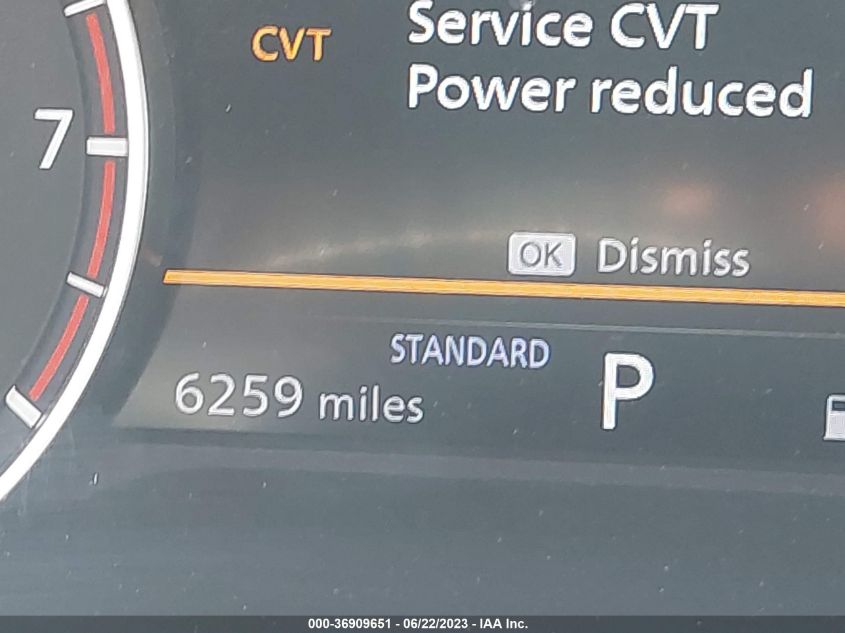 CVT
Service CVT
Power reduced
7
OK Dismiss
STANDARD
6259 miles
P
000-36909651 - 06/22/2023 - IAA Inc.